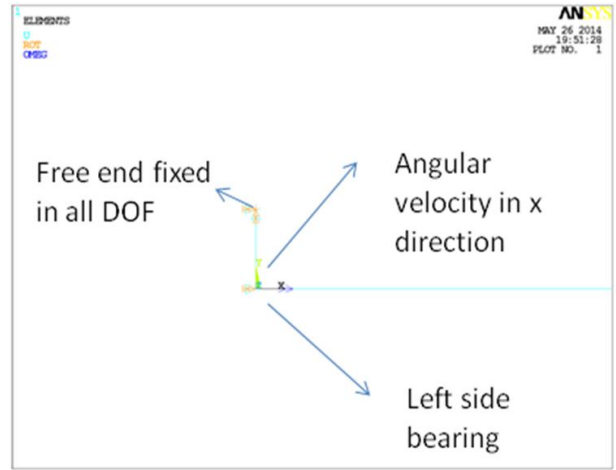 1
ELEMENTS
U
ROT
OMEG
ANSYS
MAY 26 2014
19:51:28
PLOT NO. 1
Free end fixed
in all DOF
Angular
velocity in x
direction
Y
Z X
Left side
bearing